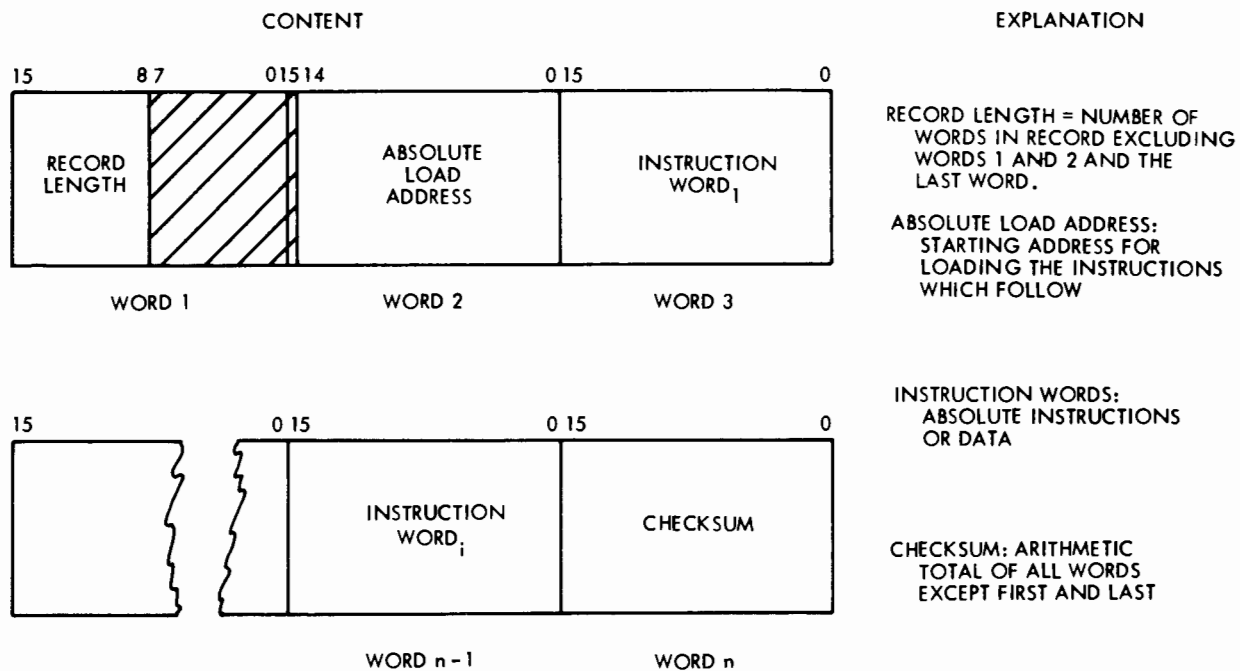 CONTENT
EXPLANATION
15 8 7 0 15 14 0 15 0
RECORD
LENGTH
ABSOLUTE
LOAD
ADDRESS
INSTRUCTION
WORD1
WORD 1 WORD 2 WORD 3
RECORD LENGTH = NUMBER OF
WORDS IN RECORD EXCLUDING
WORDS 1 AND 2 AND THE
LAST WORD.
ABSOLUTE LOAD ADDRESS:
STARTING ADDRESS FOR
LOADING THE INSTRUCTIONS
WHICH FOLLOW
15 0 15 0 15 0
INSTRUCTION
WORDi
CHECKSUM
WORD n-1 WORD n
INSTRUCTION WORDS:
ABSOLUTE INSTRUCTIONS
OR DATA
CHECKSUM: ARITHMETIC
TOTAL OF ALL WORDS
EXCEPT FIRST AND LAST